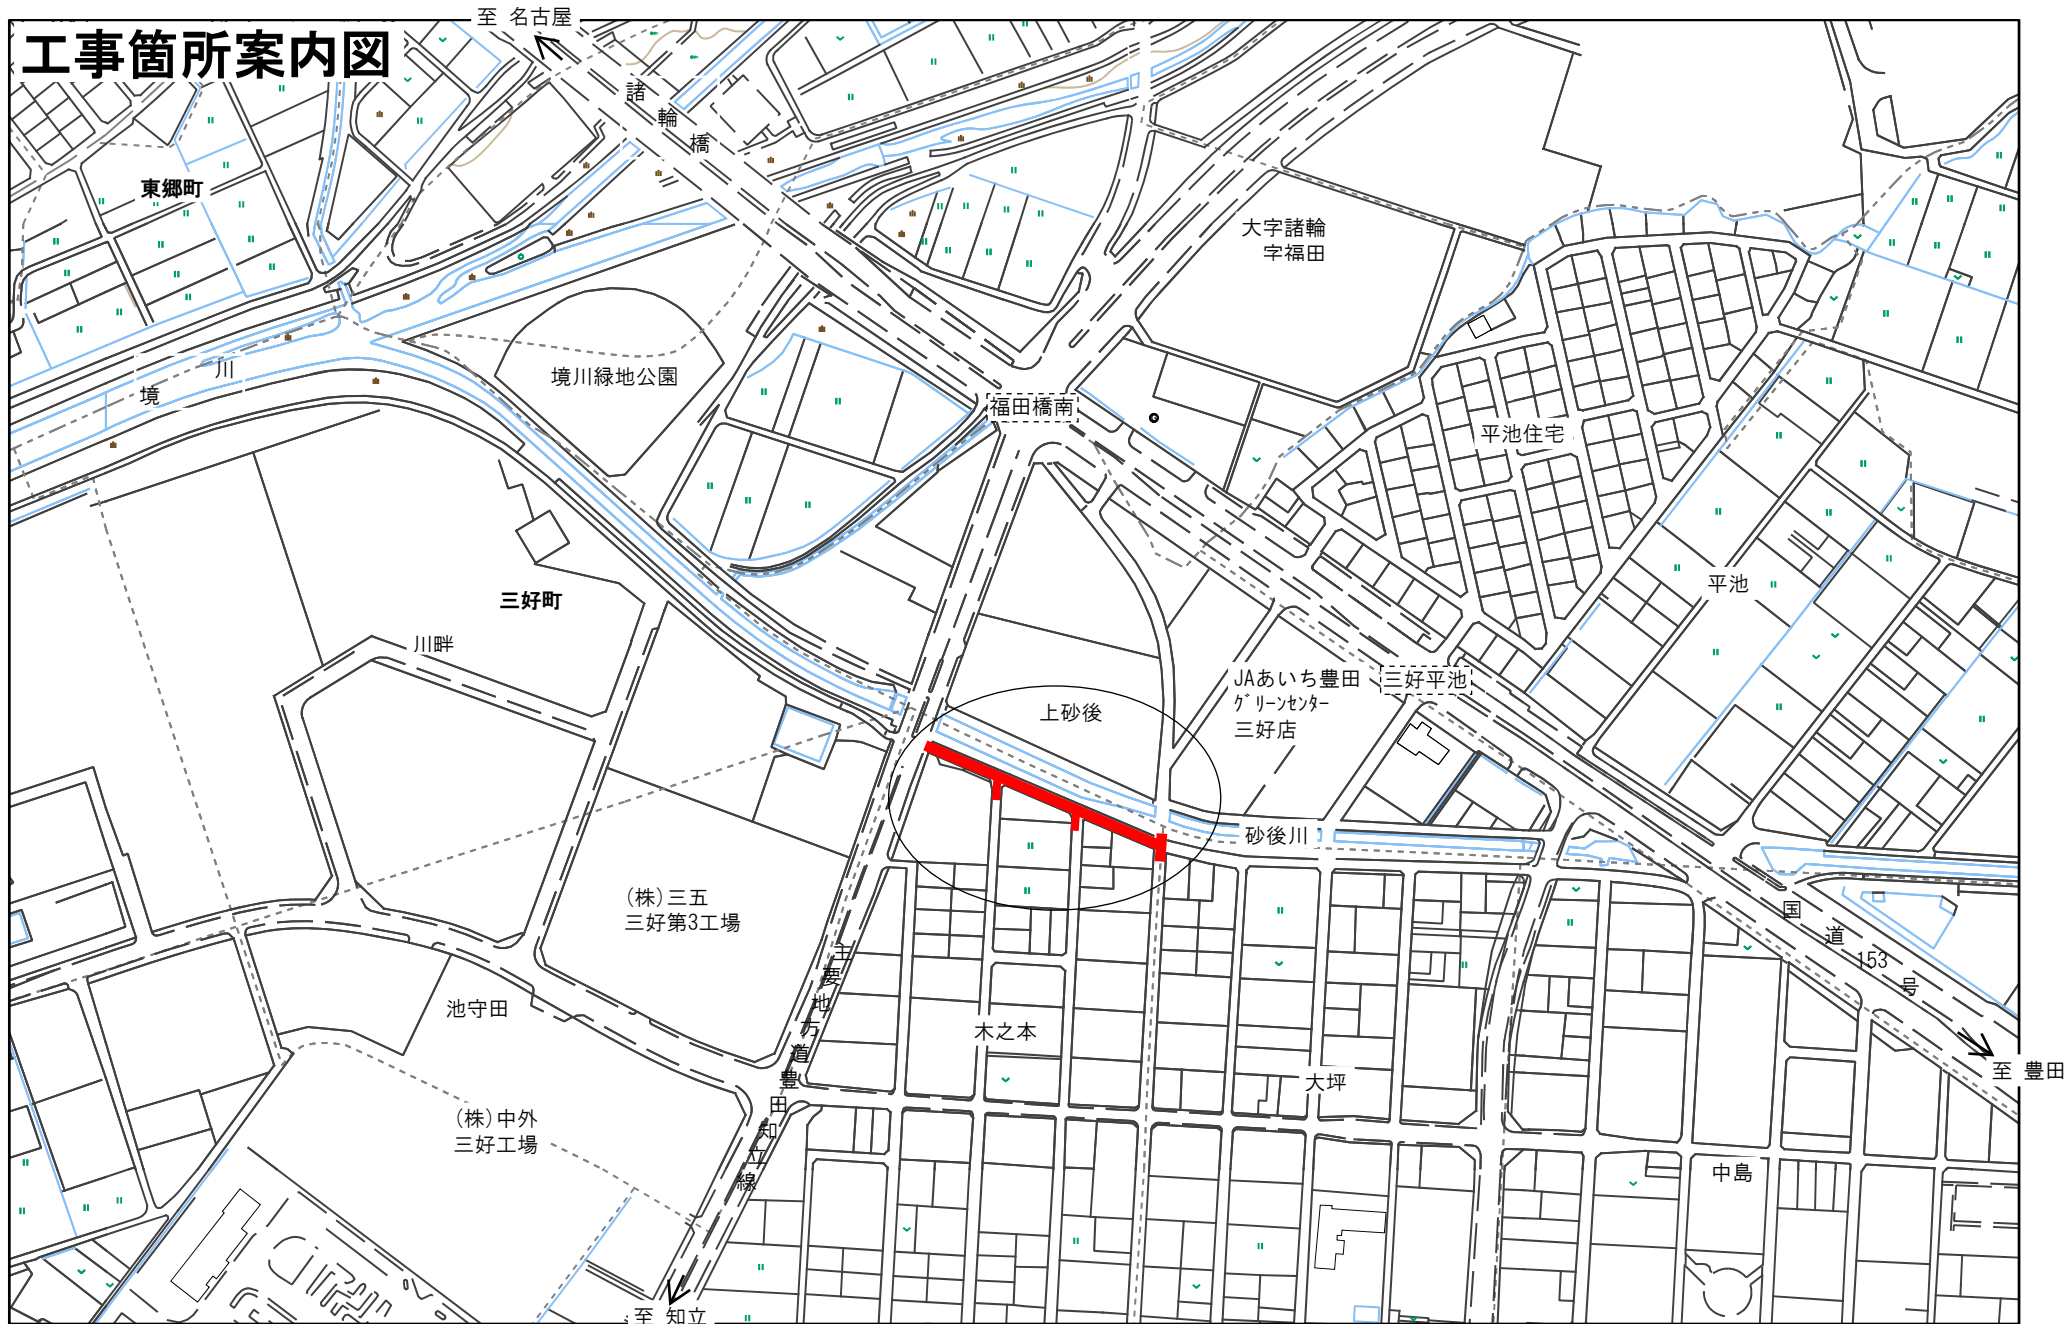 至 名古屋
工事箇所案内図
諸輪橋
東郷町
大字諸輪
字福田
境川
境川緑地公園
福田橋南
平池住宅
平池
三好町
川畔
JAあいち豊田
グリーンセンター
三好店
三好平池
上砂後
砂後川
(株)三五
三好第3工場
国道153号
主要地方道豊田知立線
池守田
木之本
大坪
至 豊田
(株)中外
三好工場
中島
至 知立